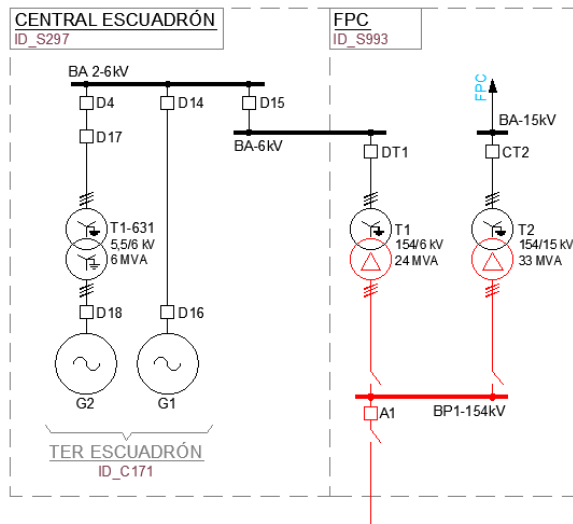 CENTRAL ESCUADRÓN
ID_S297
FPC
ID_S993
BA 2-6kV
D4
D14
D15
D17
BA-6kV
FPC
BA-15kV
DT1
CT2
T1-631
5,5/6 kV
6 MVA
T1
154/6 kV
24 MVA
T2
154/15 kV
33 MVA
D18
D16
G2
G1
A1
BP1-154kV
TER ESCUADRÓN
ID_C171